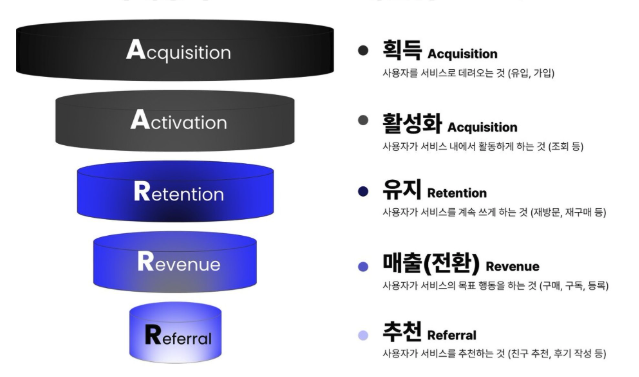 Acquisition
획득 Acquisition
사용자를 서비스로 데려오는 것 (유입, 가입)
Activation
활성화 Acquisition
사용자가 서비스 내에서 활동하게 하는 것 (조회 등)
Retention
유지 Retention
사용자가 서비스를 계속 쓰게 하는 것 (재방문, 재구매 등)
Revenue
매출(전환) Revenue
사용자가 서비스의 목표 행동을 하는 것 (구매, 구독, 등록)
Referral
추천 Referral
사용자가 서비스를 추천하는 것 (친구 추천, 후기 작성 등)